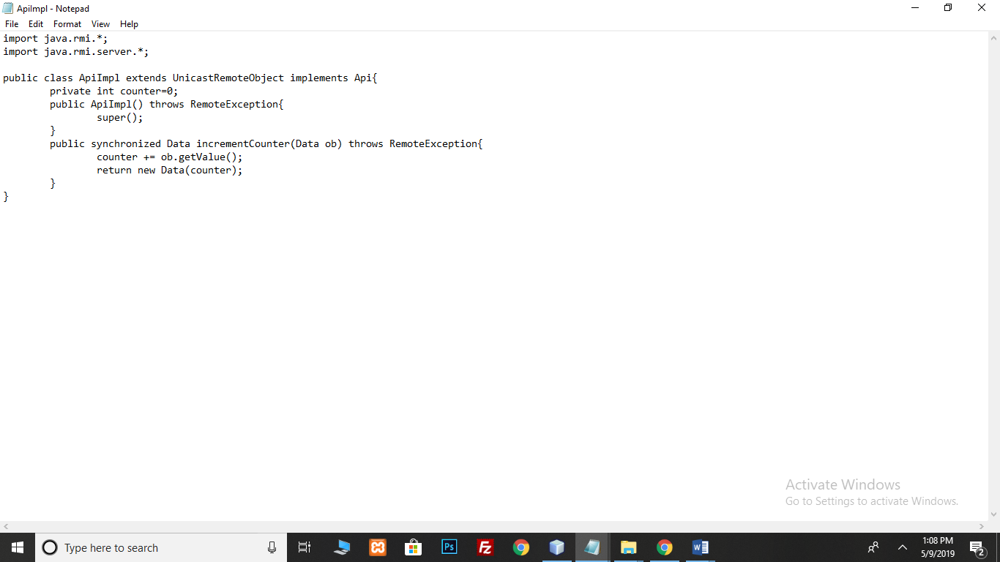 ApiImpl - Notepad
File Edit Format View Help
import java.rmi.*;
import java.rmi.server.*;
public class ApiImpl extends UnicastRemoteObject implements Api{
private int counter=0;
public ApiImpl() throws RemoteException{
super();
}
public synchronized Data incrementCounter(Data ob) throws RemoteException{
counter += ob.getValue();
return new Data(counter);
}
}
Activate Windows
Go to Settings to activate Windows.
Type here to search
Ps
Fz
W
1:08 PM
5/9/2019
2